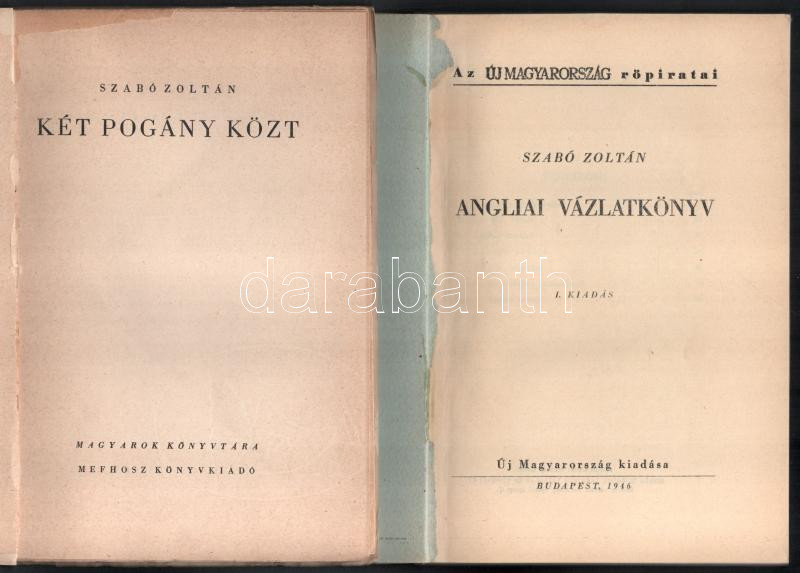 SZABÓ ZOLTÁN
KÉT POGÁNY KÖZT
MAGYAROK KÖNYVTÁRA
MEFHOSZ KÖNYVKIADÓ
Az ÚJ MAGYARORSZÁG röpiratai
SZABÓ ZOLTÁN
ANGLIAI VÁZLATKÖNYV
I. KIADÁS
Új Magyarország kiadása
BUDAPEST, 1946
darabanth